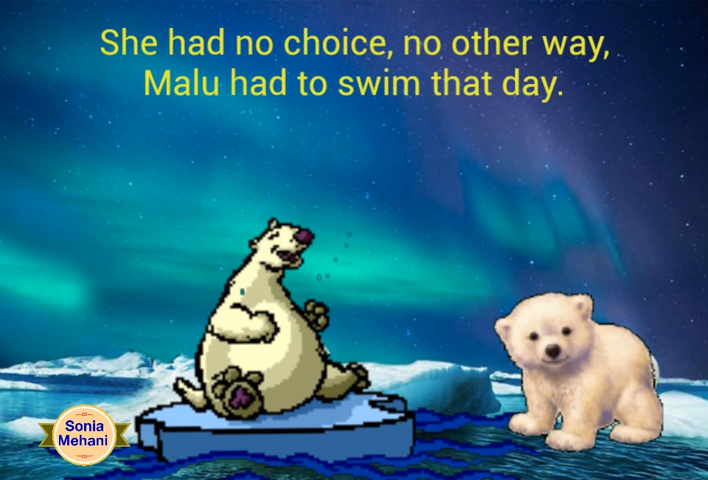 She had no choice, no other way,
Malu had to swim that day.
Sonia
Mehani